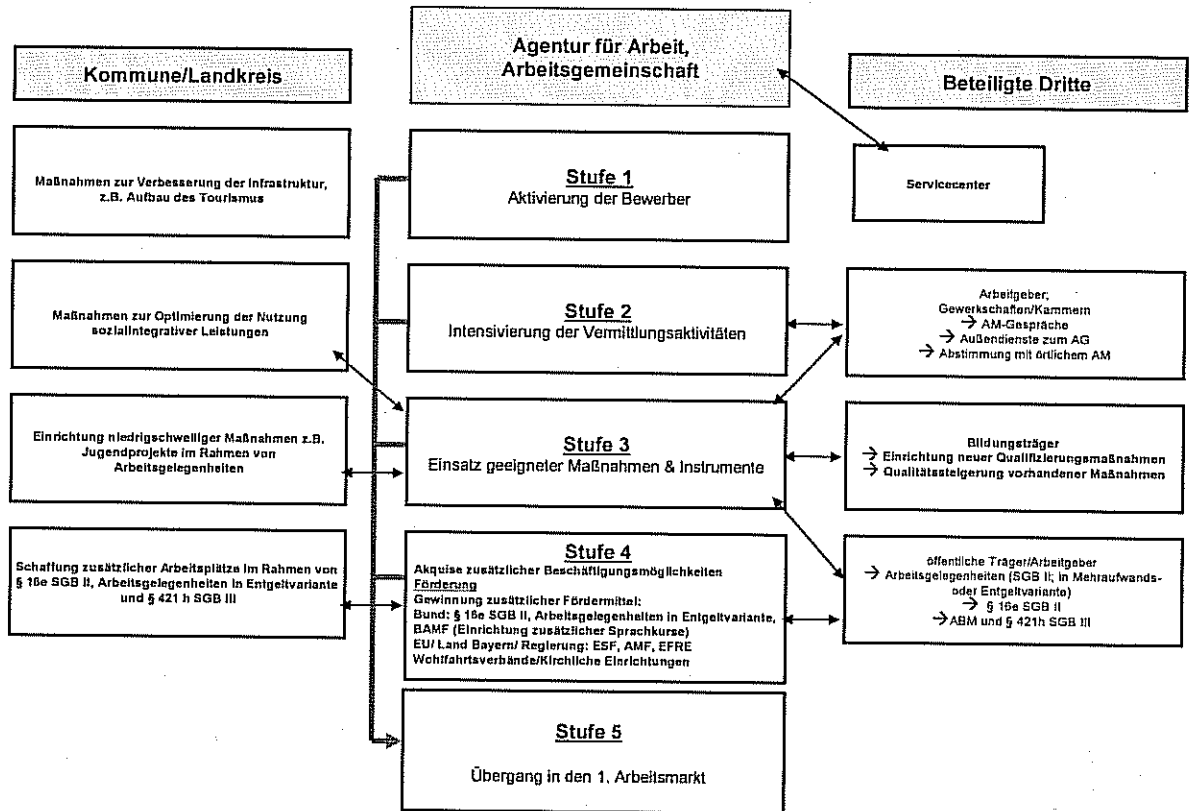 Kommune/Landkreis
Maßnahmen zur Verbesserung der Infrastruktur,
z.B. Aufbau des Tourismus
Maßnahmen zur Optimierung der Nutzung
sozialintegrativer Leistungen
Einrichtung niedrigschwelliger Maßnahmen z.B.
Jugendprojekte im Rahmen von
Arbeitsgelegenheiten
Schaffung zusätzlicher Arbeitsplätze im Rahmen von
§ 16e SGB II, Arbeitsgelegenheiten in Entgeltvariante
und § 421 h SGB III
Agentur für Arbeit,
Arbeitsgemeinschaft
Stufe 1
Aktivierung der Bewerber
Stufe 2
Intensivierung der Vermittlungsaktivitäten
Stufe 3
Einsatz geeigneter Maßnahmen & Instrumente
Stufe 4
Akquise zusätzlicher Beschäftigungsmöglichkeiten
Förderung
Gewinnung zusätzlicher Fördermittel:
Bund: § 16e SGB II, Arbeitsgelegenheiten in Entgeltvariante,
BAMF (Einrichtung zusätzlicher Sprachkurse)
EU/ Land Bayern/ Regierung: ESF, AMF, EFRE
Wohlfahrtsverbände/Kirchliche Einrichtungen
Stufe 5
Übergang in den 1. Arbeitsmarkt
Beteiligte Dritte
Servicecenter
Arbeitgeber;
Gewerkschaften/Kammern
→ AM-Gespräche
→ Außendienste zum AG
→ Abstimmung mit örtlichem AM
Bildungsträger
→ Einrichtung neuer Qualifizierungsmaßnahmen
→ Qualitätssteigerung vorhandener Maßnahmen
öffentliche Träger/Arbeitgeber
→ Arbeitsgelegenheiten (SGB II; in Mehraufwands-
oder Entgeltvariante)
→ § 16e SGB II
→ ABM und § 421h SGB III